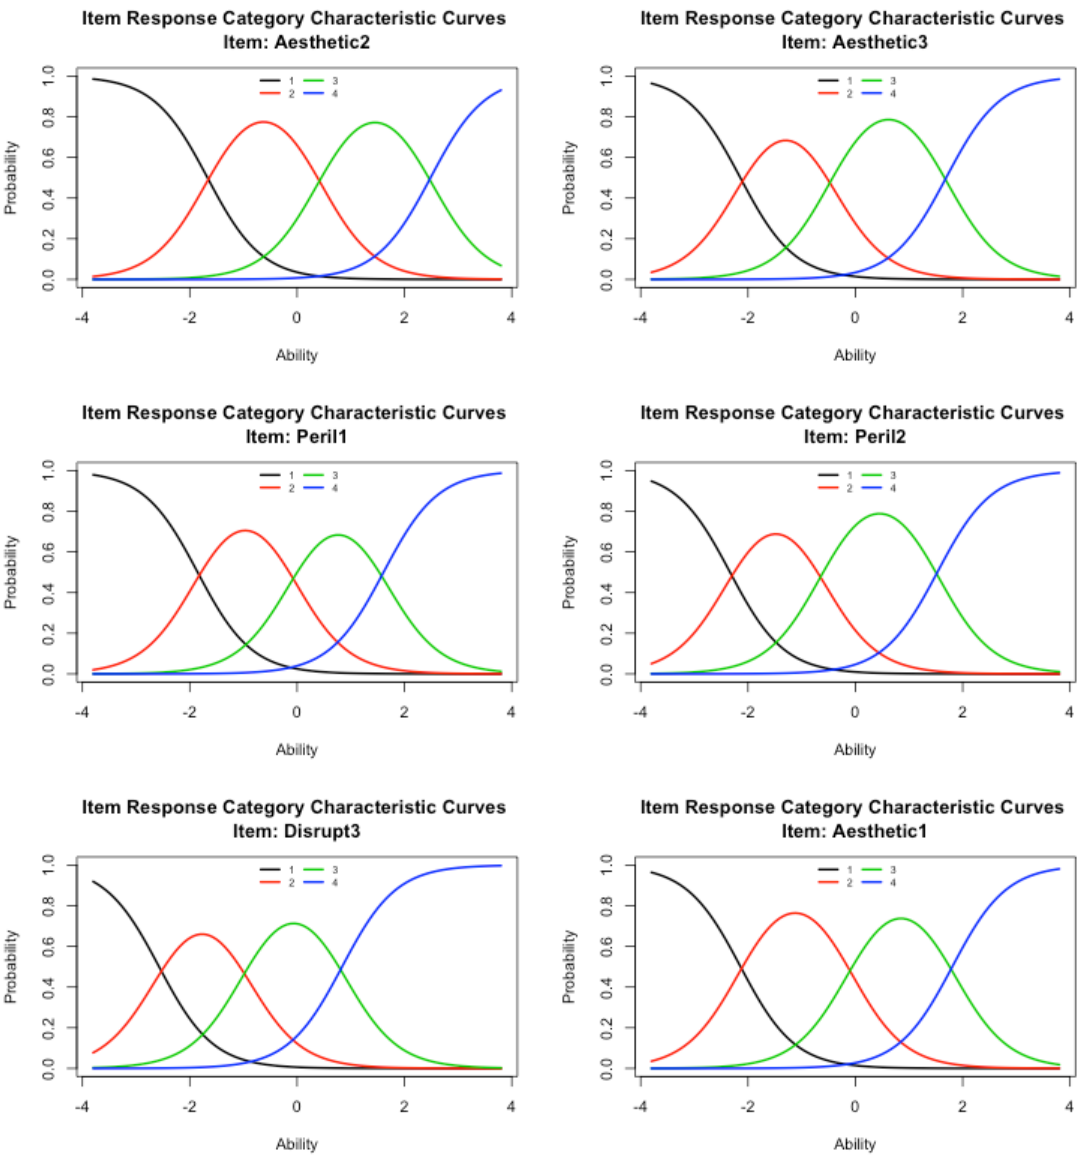 Item Response Category Characteristic Curves
Item: Aesthetic2
1 3
2 4
Probability
0.0 0.2 0.4 0.6 0.8 1.0
-4 -2 0 2 4
Ability
Item Response Category Characteristic Curves
Item: Aesthetic3
1 3
2 4
Probability
0.0 0.2 0.4 0.6 0.8 1.0
-4 -2 0 2 4
Ability
Item Response Category Characteristic Curves
Item: Peril1
1 3
2 4
Probability
0.0 0.2 0.4 0.6 0.8 1.0
-4 -2 0 2 4
Ability
Item Response Category Characteristic Curves
Item: Peril2
1 3
2 4
Probability
0.0 0.2 0.4 0.6 0.8 1.0
-4 -2 0 2 4
Ability
Item Response Category Characteristic Curves
Item: Disrupt3
1 3
2 4
Probability
0.0 0.2 0.4 0.6 0.8 1.0
-4 -2 0 2 4
Ability
Item Response Category Characteristic Curves
Item: Aesthetic1
1 3
2 4
Probability
0.0 0.2 0.4 0.6 0.8 1.0
-4 -2 0 2 4
Ability